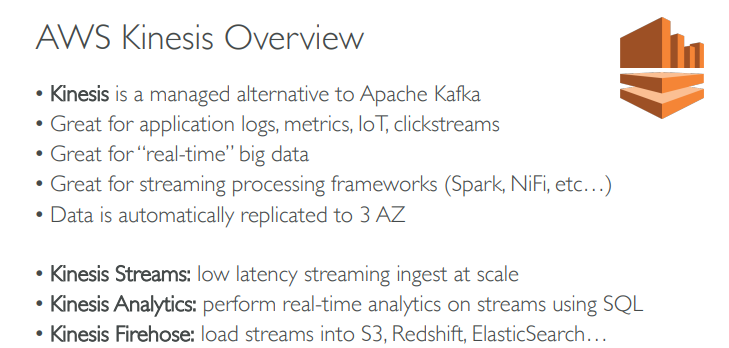 AWS Kinesis Overview
• Kinesis is a managed alternative to Apache Kafka
• Great for application logs, metrics, IoT, clickstreams
• Great for “real-time” big data
• Great for streaming processing frameworks (Spark, NiFi, etc…)
• Data is automatically replicated to 3 AZ
• Kinesis Streams: low latency streaming ingest at scale
• Kinesis Analytics: perform real-time analytics on streams using SQL
• Kinesis Firehose: load streams into S3, Redshift, ElasticSearch…